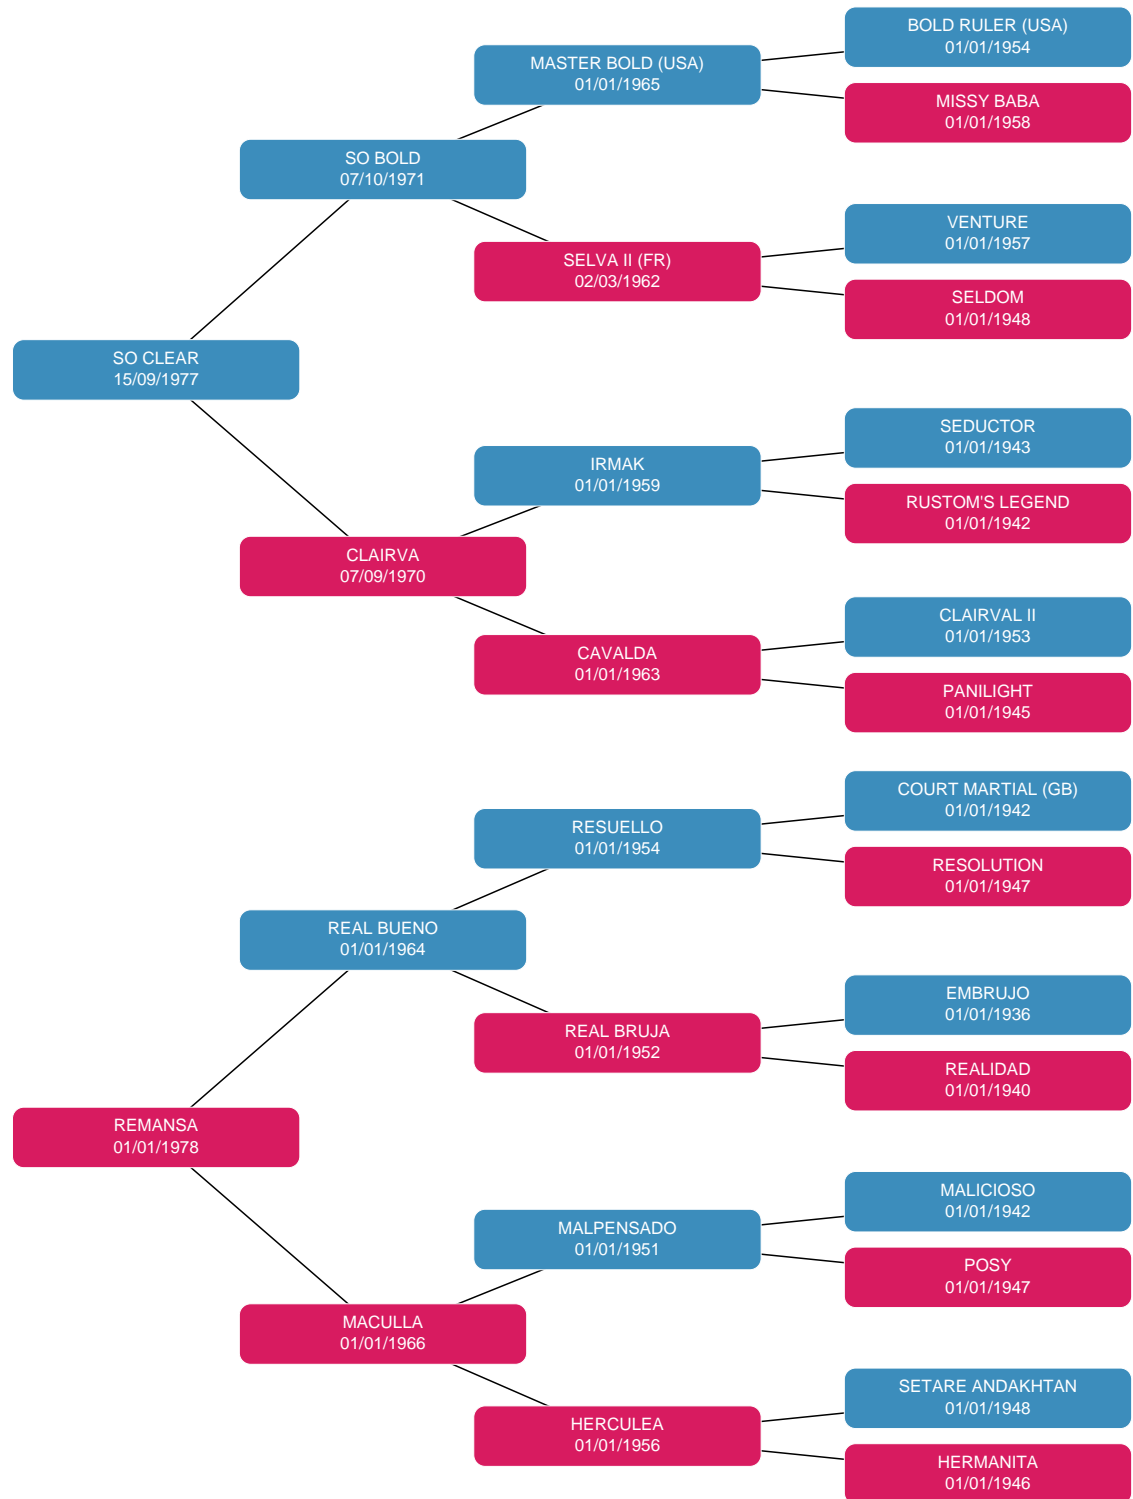 BOLD RULER (USA)
01/01/1954
MASTER BOLD (USA)
01/01/1965
MISSY BABA
01/01/1958
SO BOLD
07/10/1971
VENTURE
01/01/1957
SELVA II (FR)
02/03/1962
SELDOM
01/01/1948
SO CLEAR
15/09/1977
SEDUCTOR
01/01/1943
IRMAK
01/01/1959
RUSTOM'S LEGEND
01/01/1942
CLAIRVA
07/09/1970
CLAIRVAL II
01/01/1953
CAVALDA
01/01/1963
PANILIGHT
01/01/1945
COURT MARTIAL (GB)
01/01/1942
RESUELLO
01/01/1954
RESOLUTION
01/01/1947
REAL BUENO
01/01/1964
EMBRUJO
01/01/1936
REAL BRUJA
01/01/1952
REALIDAD
01/01/1940
REMANSA
01/01/1978
MALICIOSO
01/01/1942
MALPENSADO
01/01/1951
POSY
01/01/1947
MACULLA
01/01/1966
SETARE ANDAKHTAN
01/01/1948
HERCULEA
01/01/1956
HERMANITA
01/01/1946